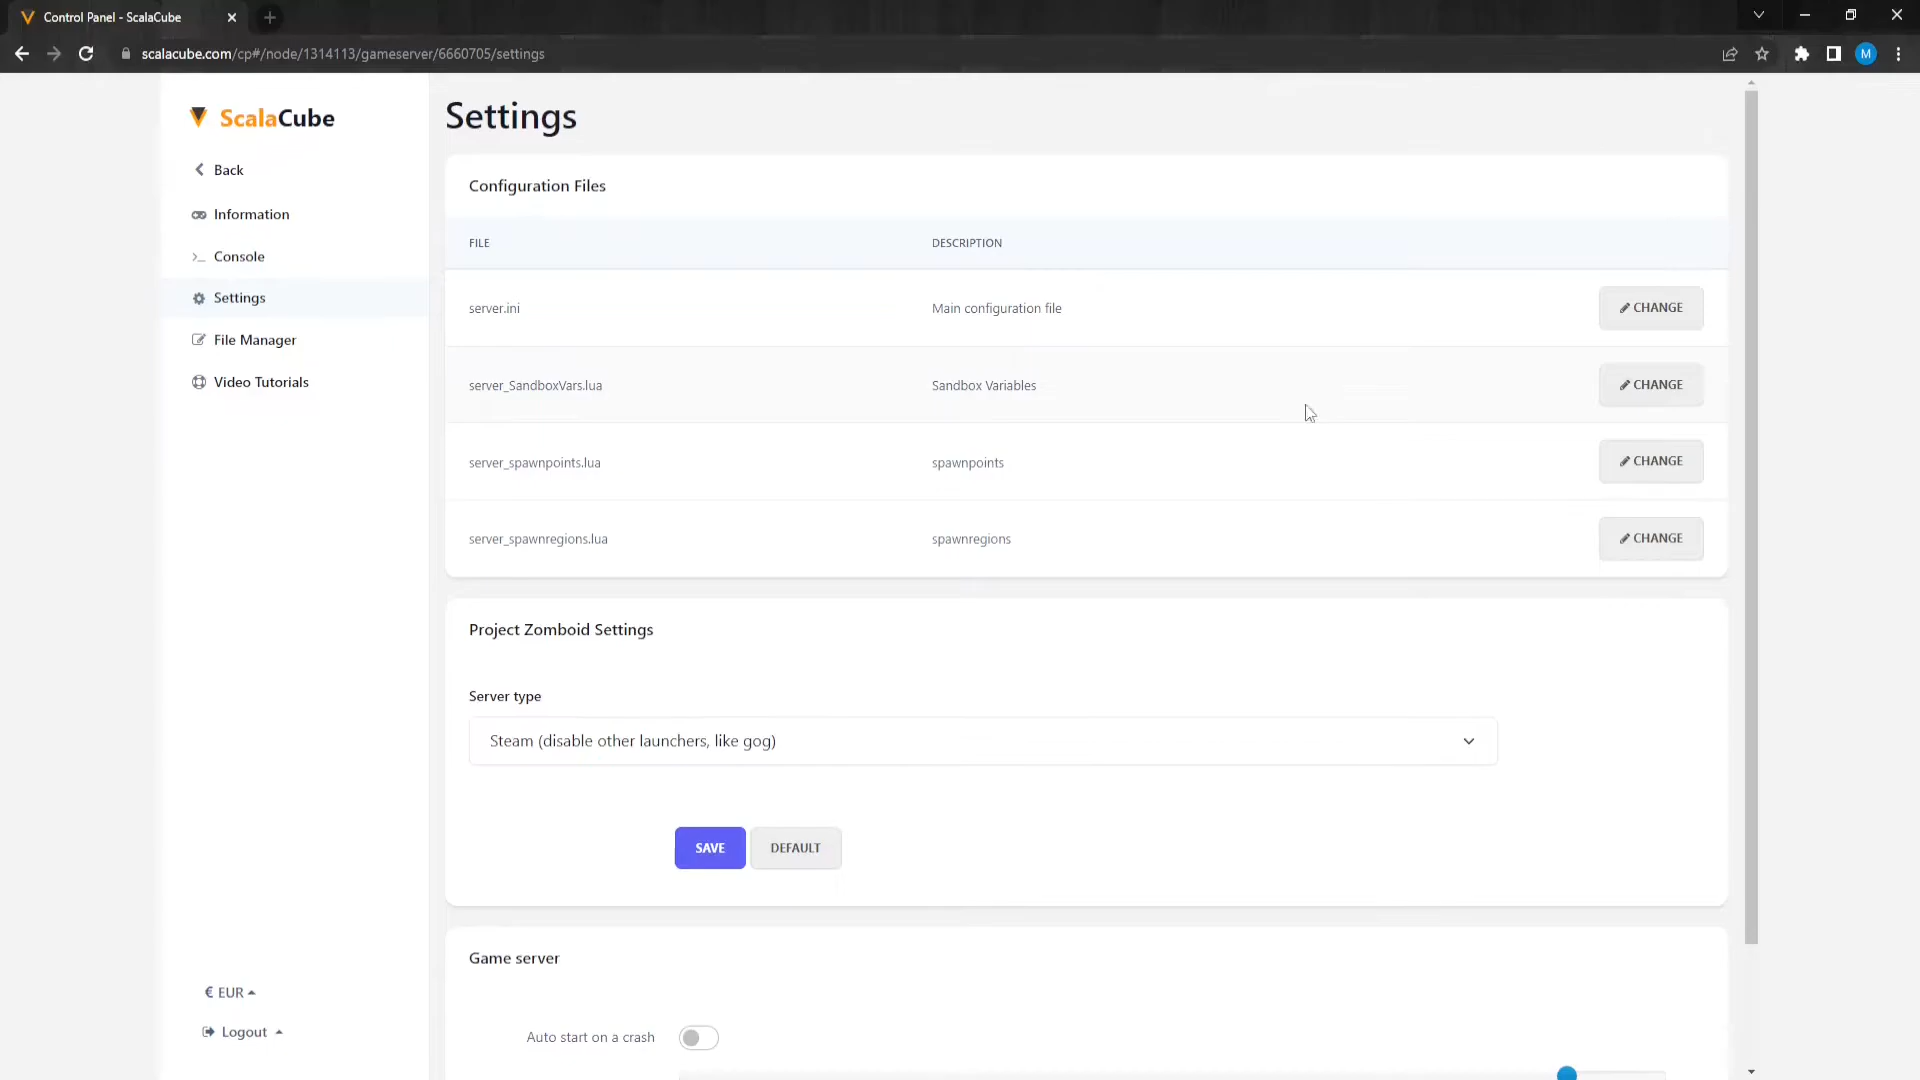 Control Panel - ScalaCube
scalacube.com/cp#/node/1314113/gameserver/6660705/settings
M
ScalaCube
Back
Information
Console
Settings
File Manager
Video Tutorials
€ EUR
Logout
Settings
Configuration Files
FILE DESCRIPTION
server.ini Main configuration file CHANGE
server_SandboxVars.lua Sandbox Variables CHANGE
server_spawnpoints.lua spawnpoints CHANGE
server_spawnregions.lua spawnregions CHANGE
Project Zomboid Settings
Server type
Steam (disable other launchers, like gog)
SAVE DEFAULT
Game server
Auto start on a crash